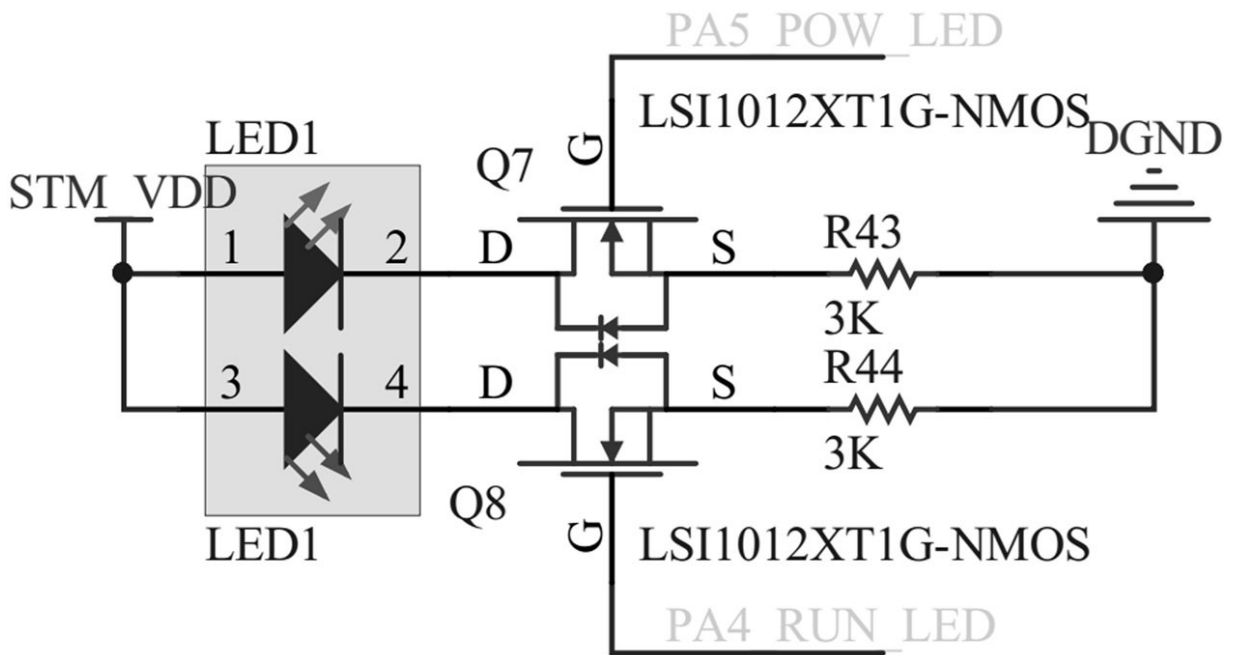 PA5_POW_LED
LSI1012XT1G-NMOS
LED1
Q7
G
DGND
STM_VDD
1
2
D
S
R43
3K
3
4
D
S
R44
3K
Q8
G
LED1
LSI1012XT1G-NMOS
PA4_RUN_LED